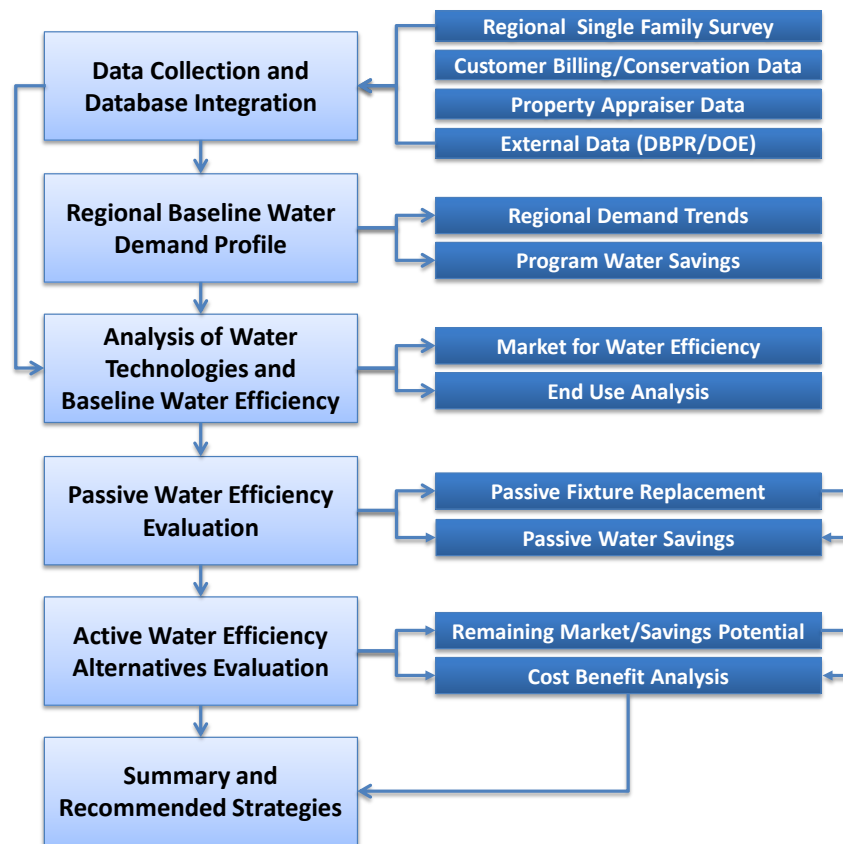 Data Collection and
Database Integration
Regional Single Family Survey
Customer Billing/Conservation Data
Property Appraiser Data
External Data (DBPR/DOE)
Regional Baseline Water
Demand Profile
Regional Demand Trends
Program Water Savings
Analysis of Water
Technologies and
Baseline Water Efficiency
Market for Water Efficiency
End Use Analysis
Passive Water Efficiency
Evaluation
Passive Fixture Replacement
Passive Water Savings
Active Water Efficiency
Alternatives Evaluation
Remaining Market/Savings Potential
Cost Benefit Analysis
Summary and
Recommended Strategies